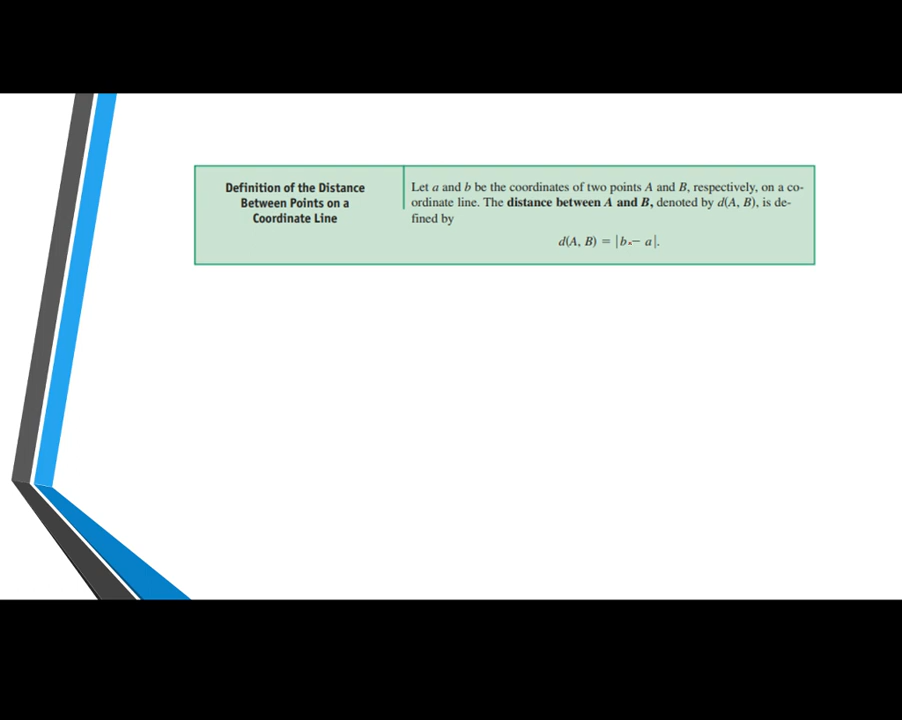 Definition of the Distance
Between Points on a
Coordinate Line
Let a and b be the coordinates of two points A and B, respectively, on a co-
ordinate line. The distance between A and B, denoted by d(A, B), is de-
fined by
d(A, B) = |b − a|.